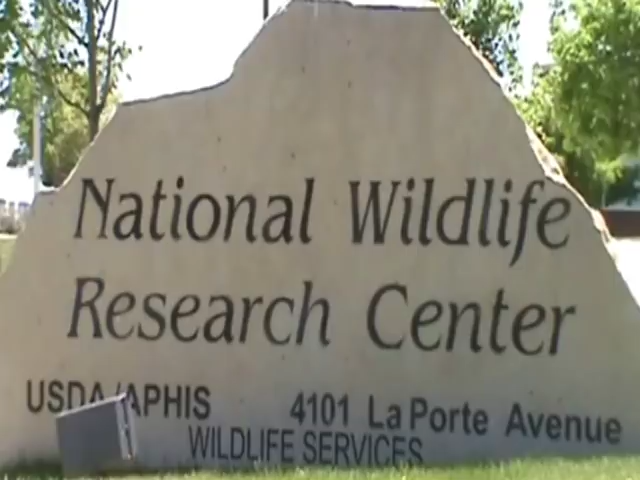 National Wildlife
Research Center
USDA/APHIS 4101 LaPorte Avenue
WILDLIFE SERVICES